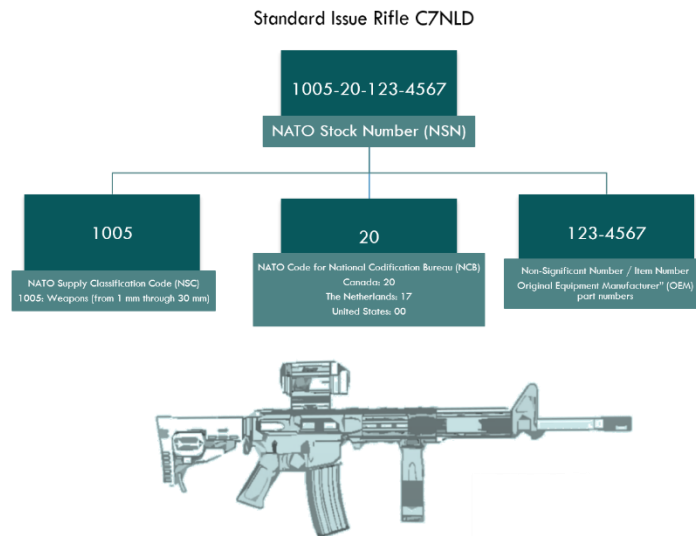 Standard Issue Rifle C7NLD
1005-20-123-4567
NATO Stock Number (NSN)
1005
NATO Supply Classification Code (NSC)
1005: Weapons (from 1 mm through 30 mm)
20
NATO Code for National Codification Bureau (NCB)
Canada: 20
The Netherlands: 17
United States: 00
123-4567
Non-Significant Number / Item Number
Original Equipment Manufacturer" (OEM)
part numbers